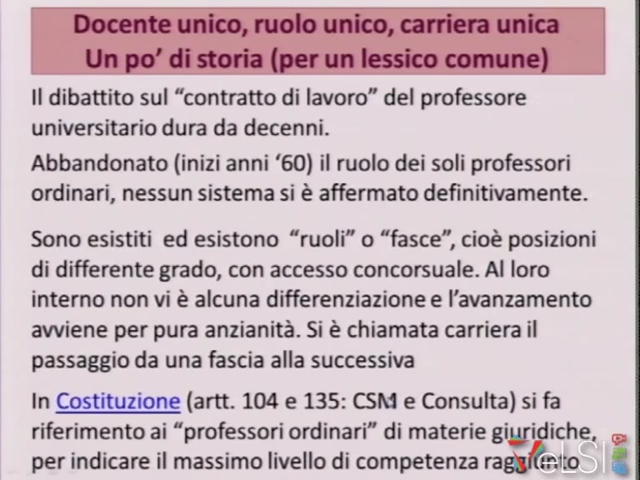 Docente unico, ruolo unico, carriera unica
Un po’ di storia (per un lessico comune)
Il dibattito sul “contratto di lavoro” del professore
universitario dura da decenni.
Abbandonato (inizi anni ‘60) il ruolo dei soli professori
ordinari, nessun sistema si è affermato definitivamente.
Sono esistiti ed esistono “ruoli” o “fasce”, cioè posizioni
di differente grado, con accesso concorsuale. Al loro
interno non vi è alcuna differenziazione e l’avanzamento
avviene per pura anzianità. Si è chiamata carriera il
passaggio da una fascia alla successiva
In Costituzione (artt. 104 e 135: CSM e Consulta) si fa
riferimento ai “professori ordinari” di materie giuridiche,
per indicare il massimo livello di competenza raggiunto
VeLSI